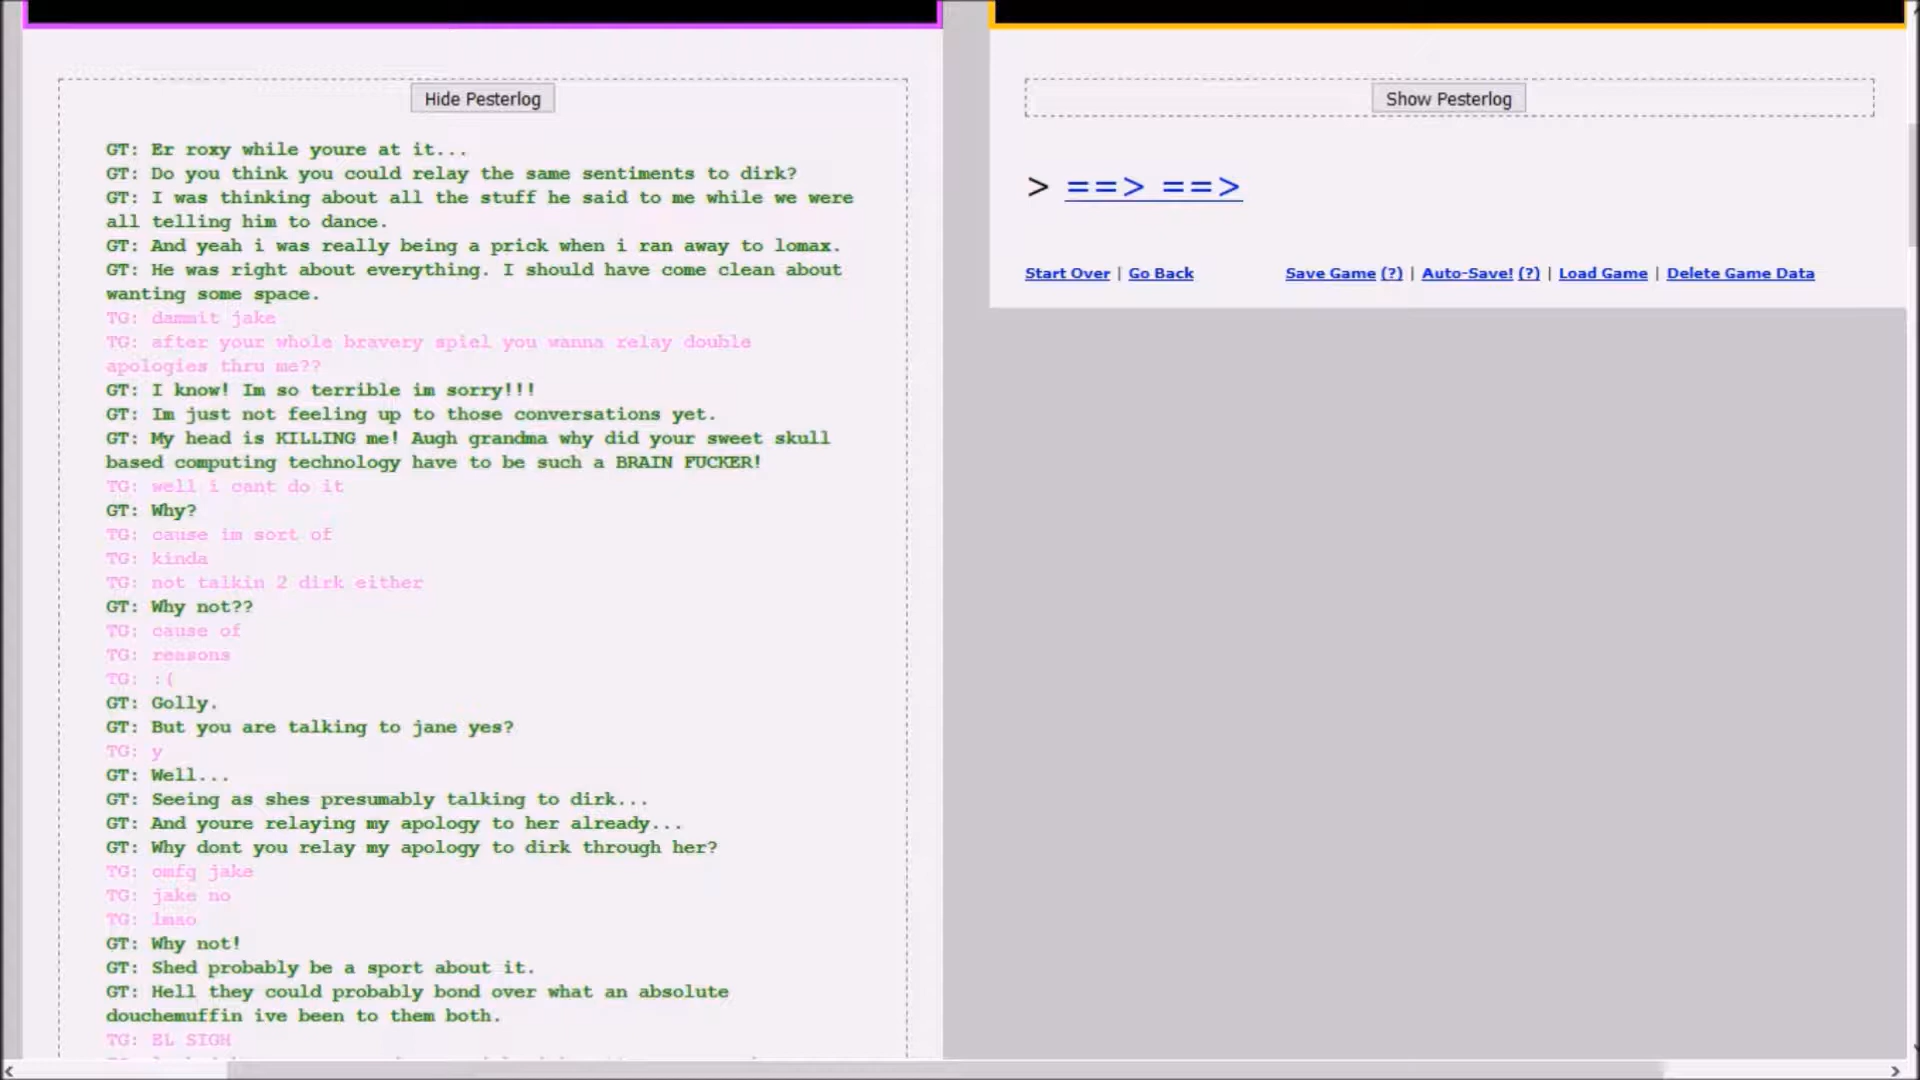 Hide Pesterlog
GT: Er roxy while youre at it...
GT: Do you think you could relay the same sentiments to dirk?
GT: I was thinking about all the stuff he said to me while we were
all telling him to dance.
GT: And yeah i was really being a prick when i ran away to lomax.
GT: He was right about everything. I should have come clean about
wanting some space.
TG: dammit jake
TG: after your whole bravery spiel you wanna relay double
apologies thru me??
GT: I know! Im so terrible im sorry!!!
GT: Im just not feeling up to those conversations yet.
GT: My head is KILLING me! Augh grandma why did your sweet skull
based computing technology have to be such a BRAIN FUCKER!
TG: well i cant do it
GT: Why?
TG: cause im sort of
TG: kinda
TG: not talkin 2 dirk either
GT: Why not??
TG: cause of
TG: reasons
TG: :(
GT: Golly.
GT: But you are talking to jane yes?
TG: y
GT: Well...
GT: Seeing as shes presumably talking to dirk...
GT: And youre relaying my apology to her already...
GT: Why dont you relay my apology to dirk through her?
TG: omfg jake
TG: jake no
TG: lmao
GT: Why not!
GT: Shed probably be a sport about it.
GT: Hell they could probably bond over what an absolute
douchemuffin ive been to them both.
TG: EL SIGH
Show Pesterlog
> ==> ==>
Start Over | Go Back Save Game (?) | Auto-Save! (?) | Load Game | Delete Game Data